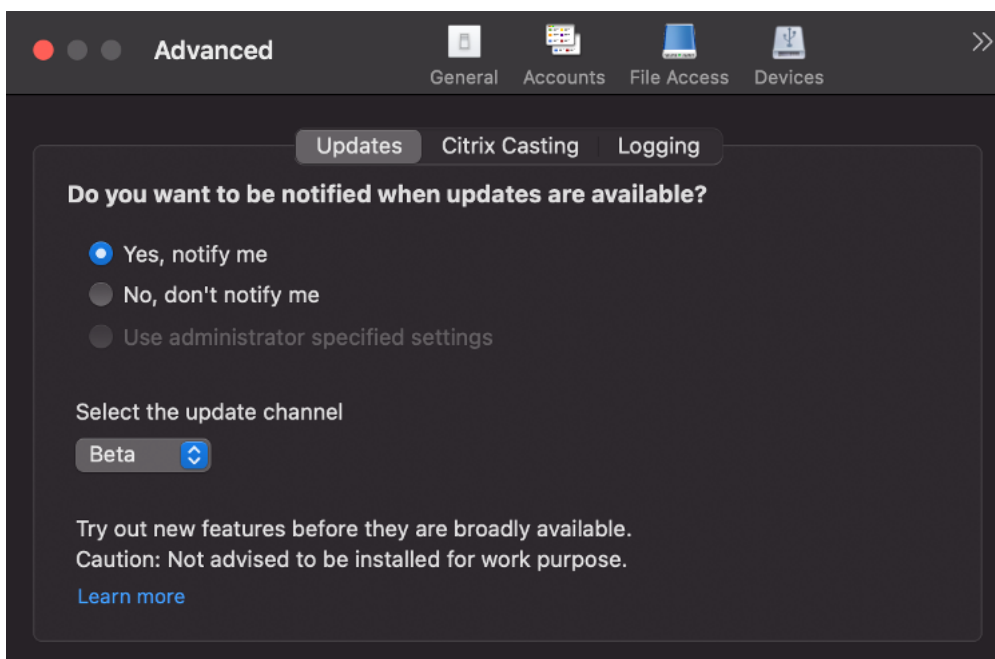 Advanced
General Accounts File Access Devices
Updates Citrix Casting Logging
Do you want to be notified when updates are available?
Yes, notify me
No, don't notify me
Use administrator specified settings
Select the update channel
Beta
Try out new features before they are broadly available.
Caution: Not advised to be installed for work purpose.
Learn more